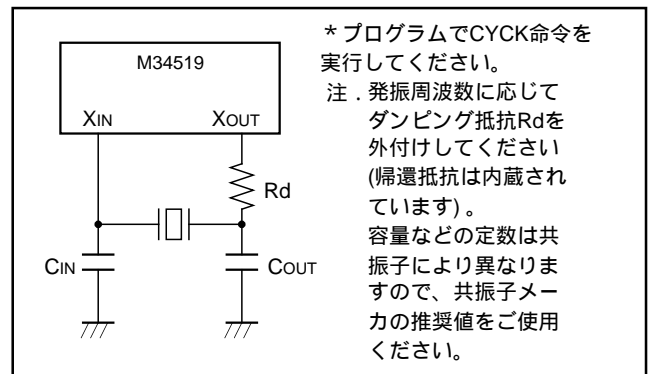 M34519
XIN
XOUT
Rd
CIN
COUT
*プログラムでCYCK命令を
実行してください。
注．発振周波数に応じて
ダンピング抵抗Rdを
外付けしてください
(帰還抵抗は内蔵され
ています)。
容量などの定数は共
振子により異なりま
すので、共振子メー
カの推奨値をご使用
ください。